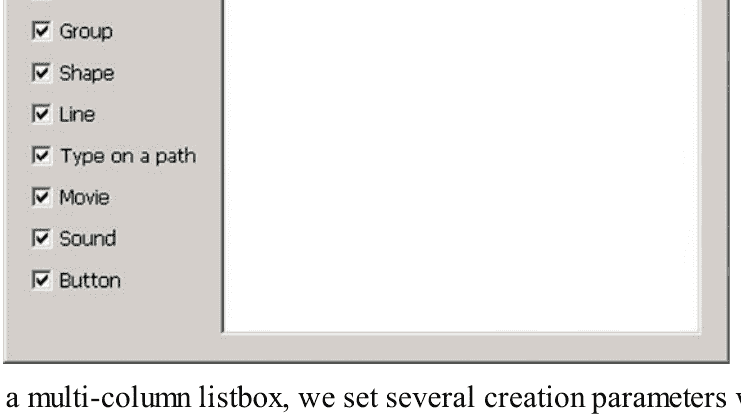 Group
Shape
Line
Type on a path
Movie
Sound
Button
a multi-column listbox, we set several creation parameters